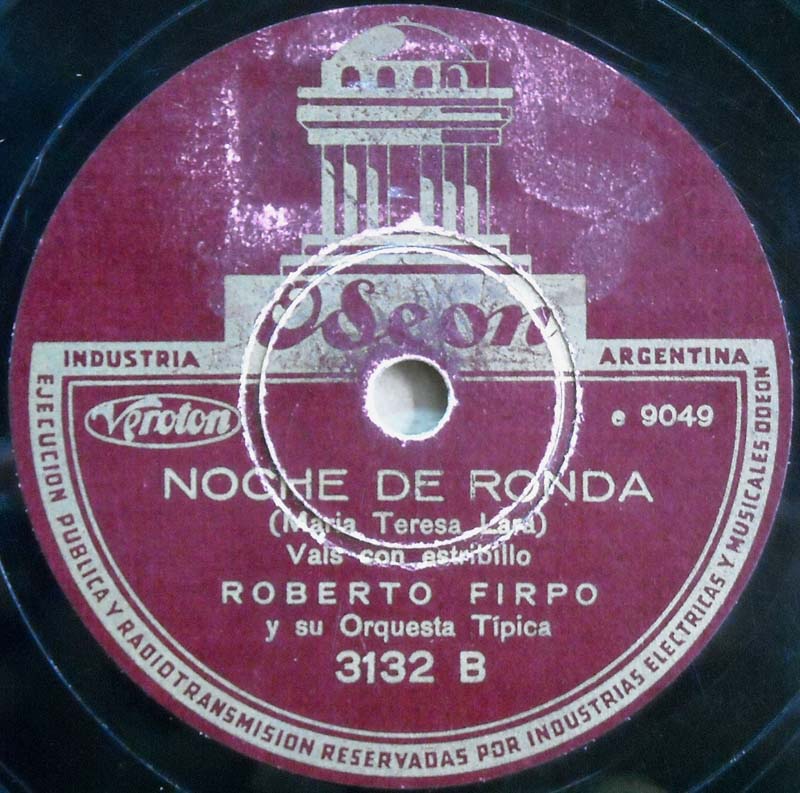 Odeon
INDUSTRIA ARGENTINA
Veroton
e 9049
NOCHE DE RONDA
(Maria Teresa Lara)
Vals con estribillo
ROBERTO FIRPO
y su Orquesta Típica
3132 B
EJECUCION PUBLICA Y RADIOTRANSMISION RESERVADAS POR INDUSTRIAS ELECTRICAS Y MUSICALES ODEON